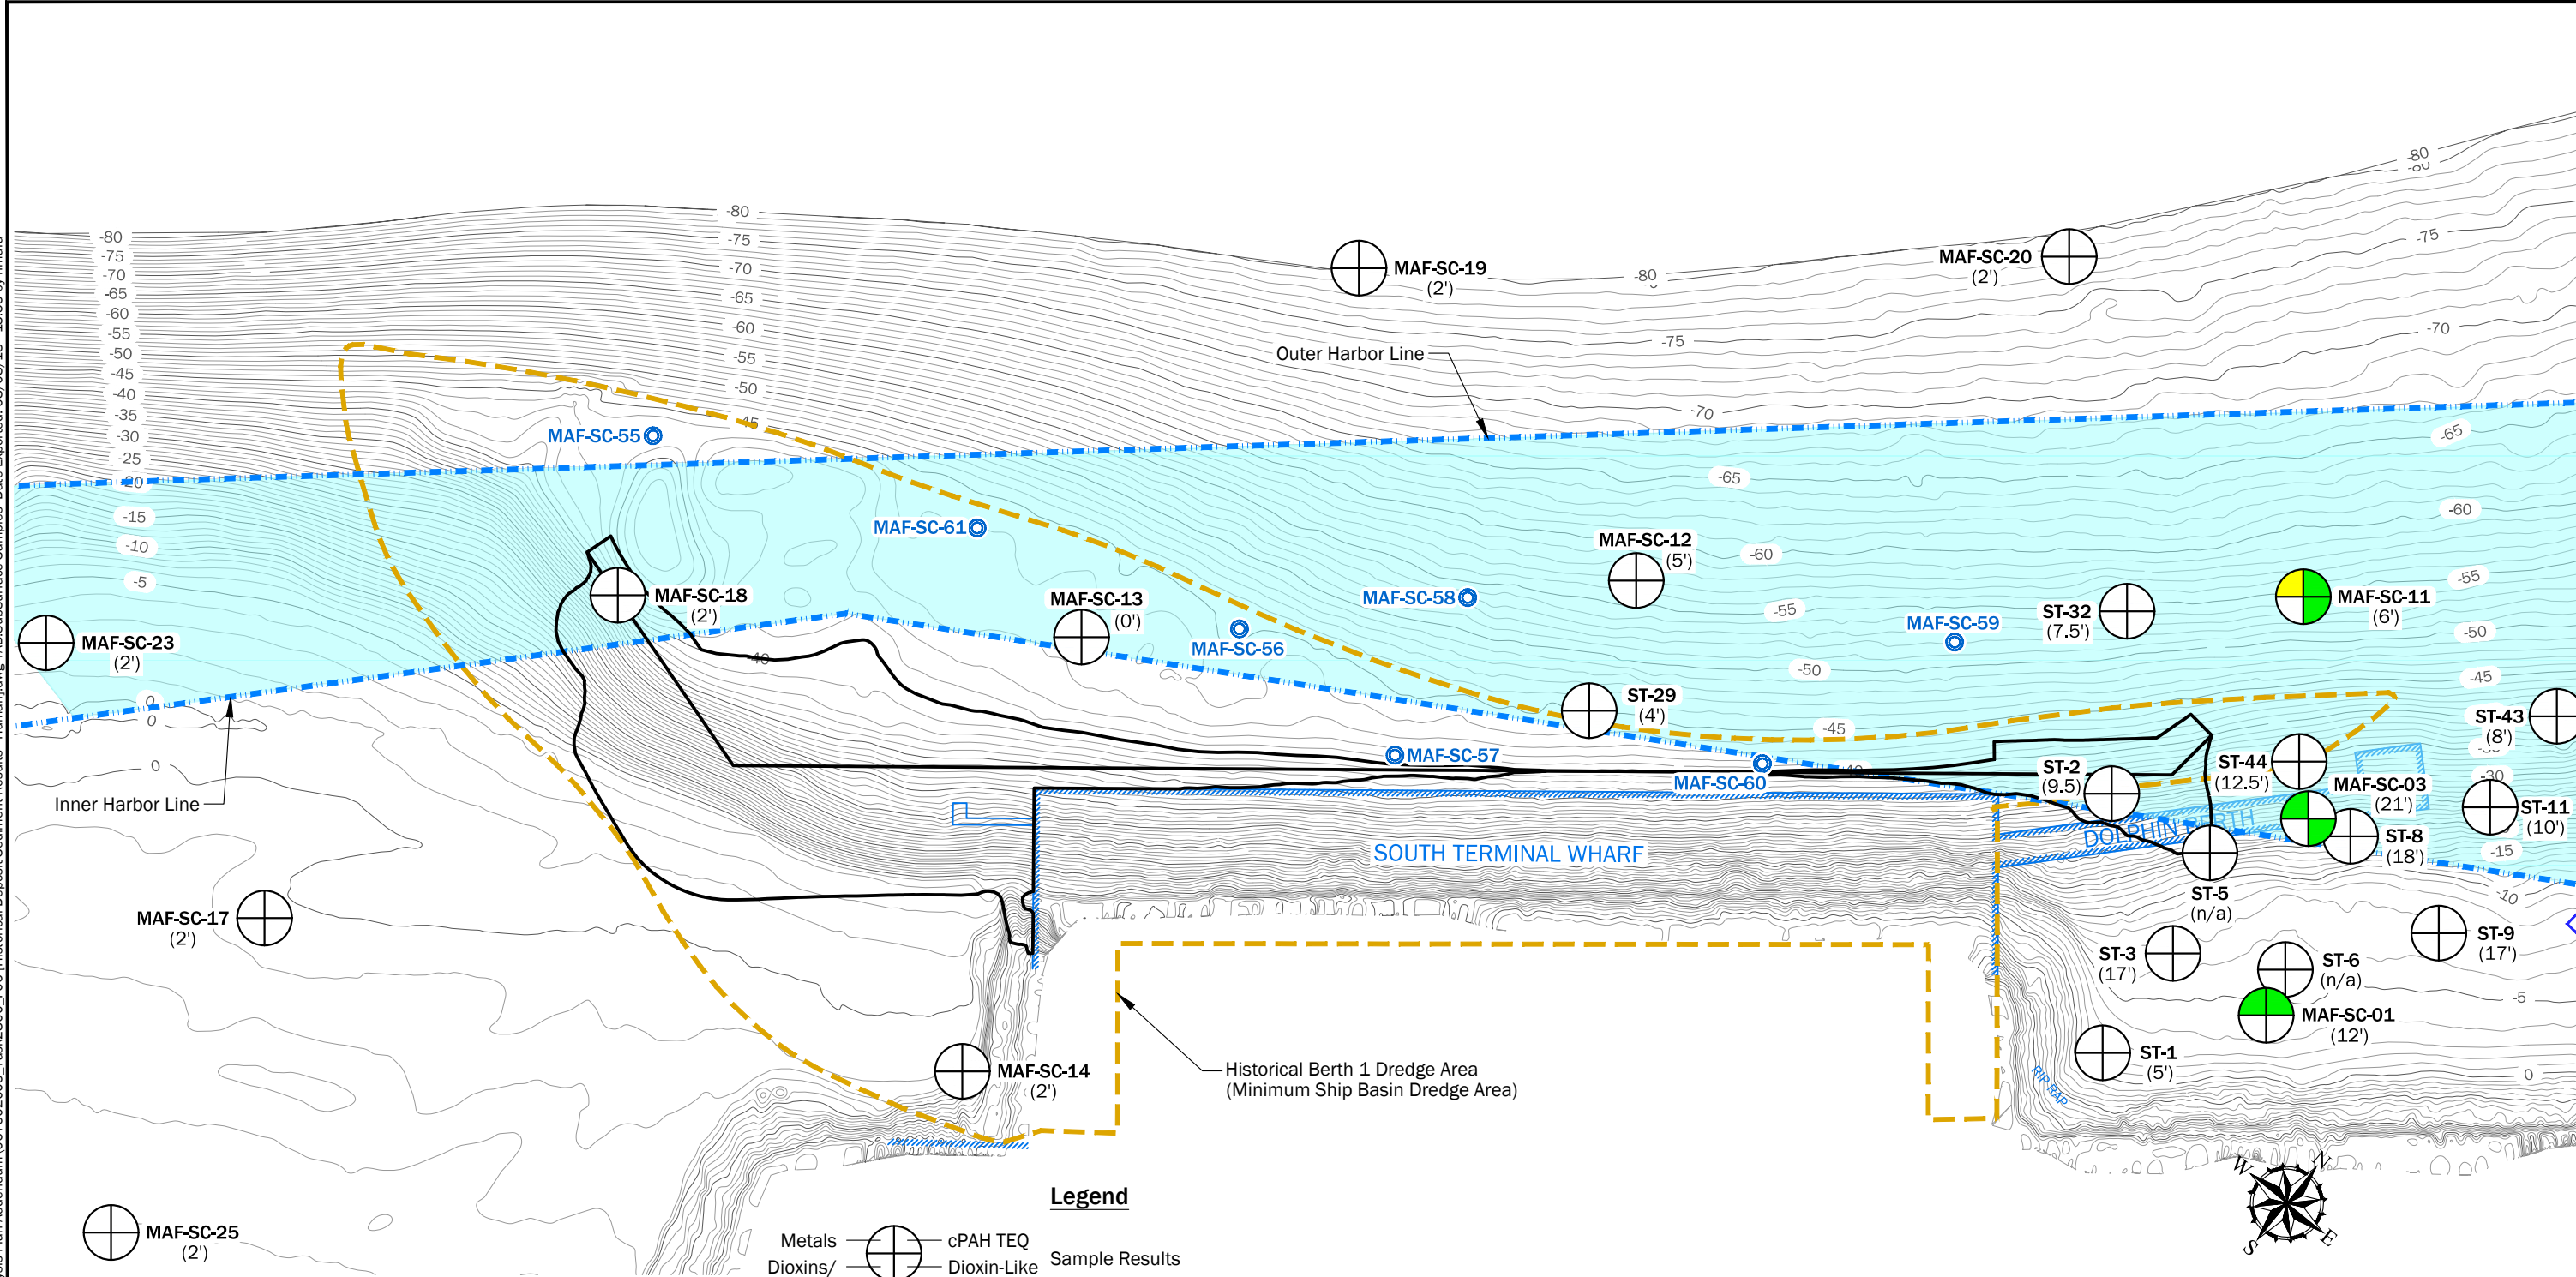 -80
-80
-80
-75
-70
-65
-60
-55
-50
-45
-40
-35
-30
-25
-20
-15
-10
-5
0
0
0
-80
-75
-70
-65
-60
-55
-50
-45
-40
MAF-SC-19
(2')
-80
MAF-SC-20
(2')
-75
-70
Outer Harbor Line
-75
-70
-65
-65
-60
-60
-55
-55
-50
-50
-45
-45
-40
-30
-15
-10
-5
0
MAF-SC-55
MAF-SC-61
MAF-SC-12
(5')
MAF-SC-18
(2')
MAF-SC-13
(0')
MAF-SC-58
MAF-SC-56
MAF-SC-59
ST-32
(7.5')
MAF-SC-11
(6')
MAF-SC-23
(2')
ST-29
(4')
ST-43
(8')
MAF-SC-57
MAF-SC-60
ST-2
(9.5)
ST-44
(12.5')
MAF-SC-03
(21')
ST-11
(10')
Inner Harbor Line
SOUTH TERMINAL WHARF
DOLPHIN BERTH
ST-8
(18')
ST-5
(n/a)
MAF-SC-17
(2')
ST-9
(17')
ST-3
(17')
ST-6
(n/a)
MAF-SC-01
(12')
ST-1
(5')
RIP RAP
MAF-SC-14
(2')
Historical Berth 1 Dredge Area
(Minimum Ship Basin Dredge Area)
MAF-SC-25
(2')
W
N
S
E
Legend
Metals
cPAH TEQ
Dioxins/
Dioxin-Like
Sample Results